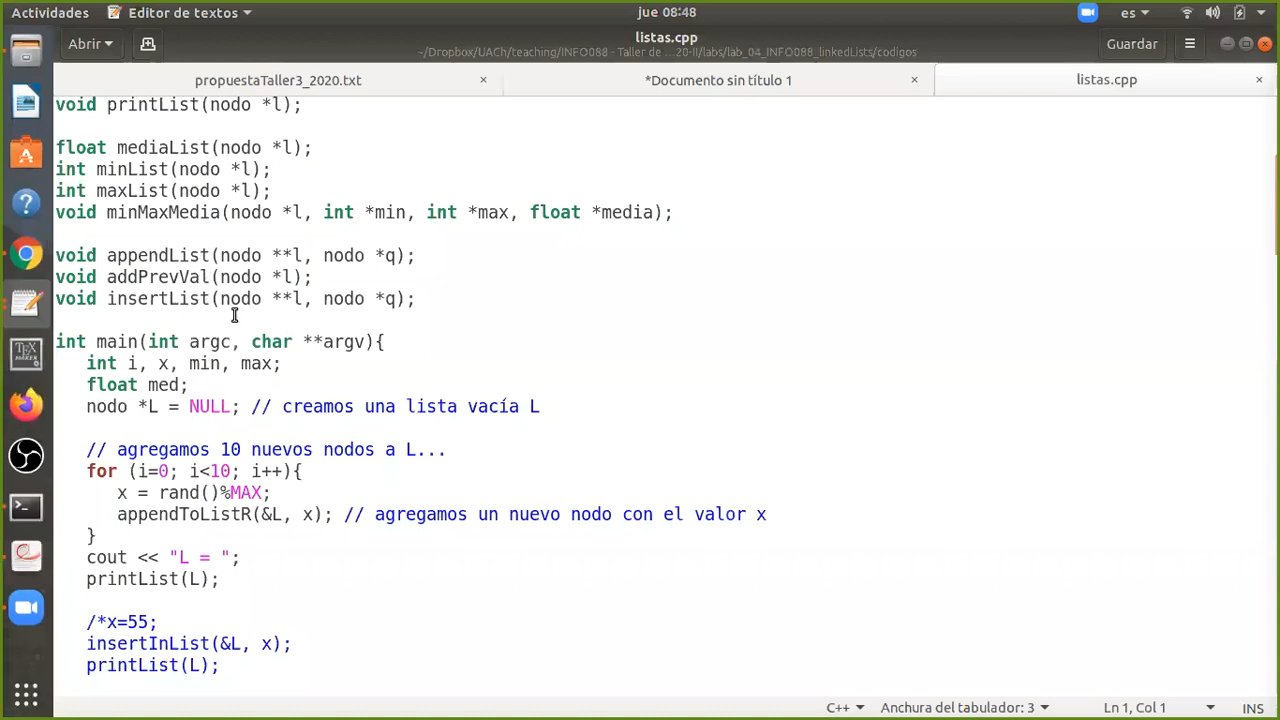 Actividades
Editor de textos
jue 08:48
es
Abrir
listas.cpp
~/Dropbox/UACh/teaching/INFO088 - Taller de ...20-II/labs/lab_04_INFO088_linkedLists/codigos
Guardar
propuestaTaller3_2020.txt
*Documento sin título 1
listas.cpp
void printList(nodo *l);
float mediaList(nodo *l);
int minList(nodo *l);
int maxList(nodo *l);
void minMaxMedia(nodo *l, int *min, int *max, float *media);
void appendList(nodo **l, nodo *q);
void addPrevVal(nodo *l);
void insertList(nodo **l, nodo *q);
int main(int argc, char **argv){
int i, x, min, max;
float med;
nodo *L = NULL; // creamos una lista vacía L
// agregamos 10 nuevos nodos a L...
for (i=0; i<10; i++){
x = rand()%MAX;
appendToListR(&L, x); // agregamos un nuevo nodo con el valor x
}
cout << "L = ";
printList(L);
/*x=55;
insertInList(&L, x);
printList(L);
C++
Anchura del tabulador: 3
Ln 1, Col 1
INS